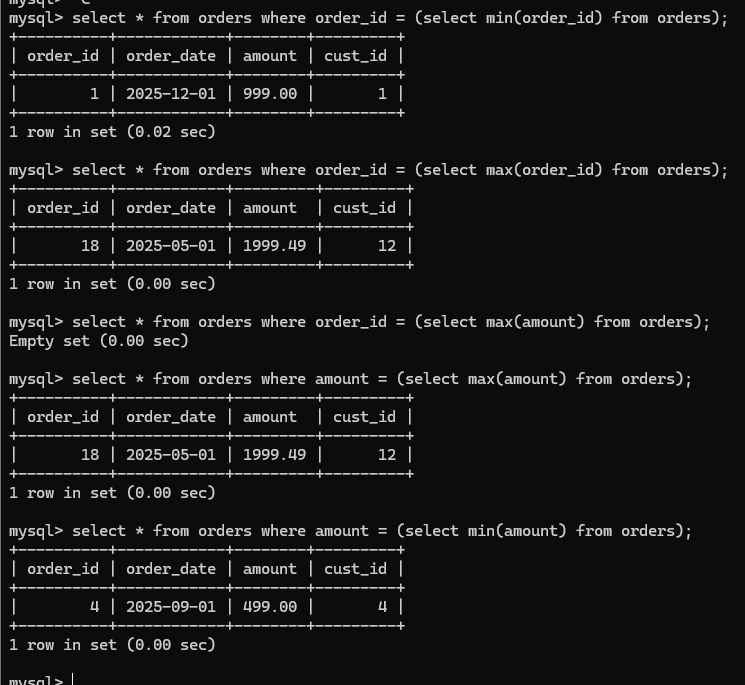 mysql> select * from orders where order_id = (select min(order_id) from orders);
+----------+------------+--------+---------+
| order_id | order_date | amount | cust_id |
+----------+------------+--------+---------+
|        1 | 2025-12-01 | 999.00 |       1 |
+----------+------------+--------+---------+
1 row in set (0.02 sec)
mysql> select * from orders where order_id = (select max(order_id) from orders);
+----------+------------+---------+---------+
| order_id | order_date | amount  | cust_id |
+----------+------------+---------+---------+
|       18 | 2025-05-01 | 1999.49 |      12 |
+----------+------------+---------+---------+
1 row in set (0.00 sec)
mysql> select * from orders where order_id = (select max(amount) from orders);
Empty set (0.00 sec)
mysql> select * from orders where amount = (select max(amount) from orders);
+----------+------------+---------+---------+
| order_id | order_date | amount  | cust_id |
+----------+------------+---------+---------+
|       18 | 2025-05-01 | 1999.49 |      12 |
+----------+------------+---------+---------+
1 row in set (0.00 sec)
mysql> select * from orders where amount = (select min(amount) from orders);
+----------+------------+--------+---------+
| order_id | order_date | amount | cust_id |
+----------+------------+--------+---------+
|        4 | 2025-09-01 | 499.00 |       4 |
+----------+------------+--------+---------+
1 row in set (0.00 sec)
mysql>